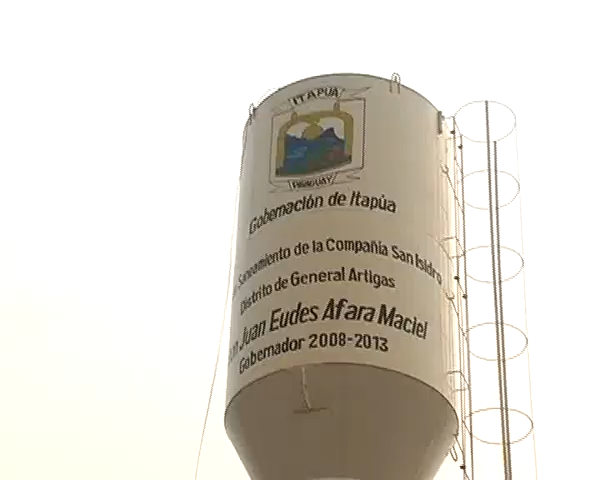 ITAPUA
PARAGUAY
Gobernación de Itapúa
Saneamiento de la Compañia San Isidro
Distrito de General Artigas
Juan Eudes Afara Maciel
Gobernador 2008-2013